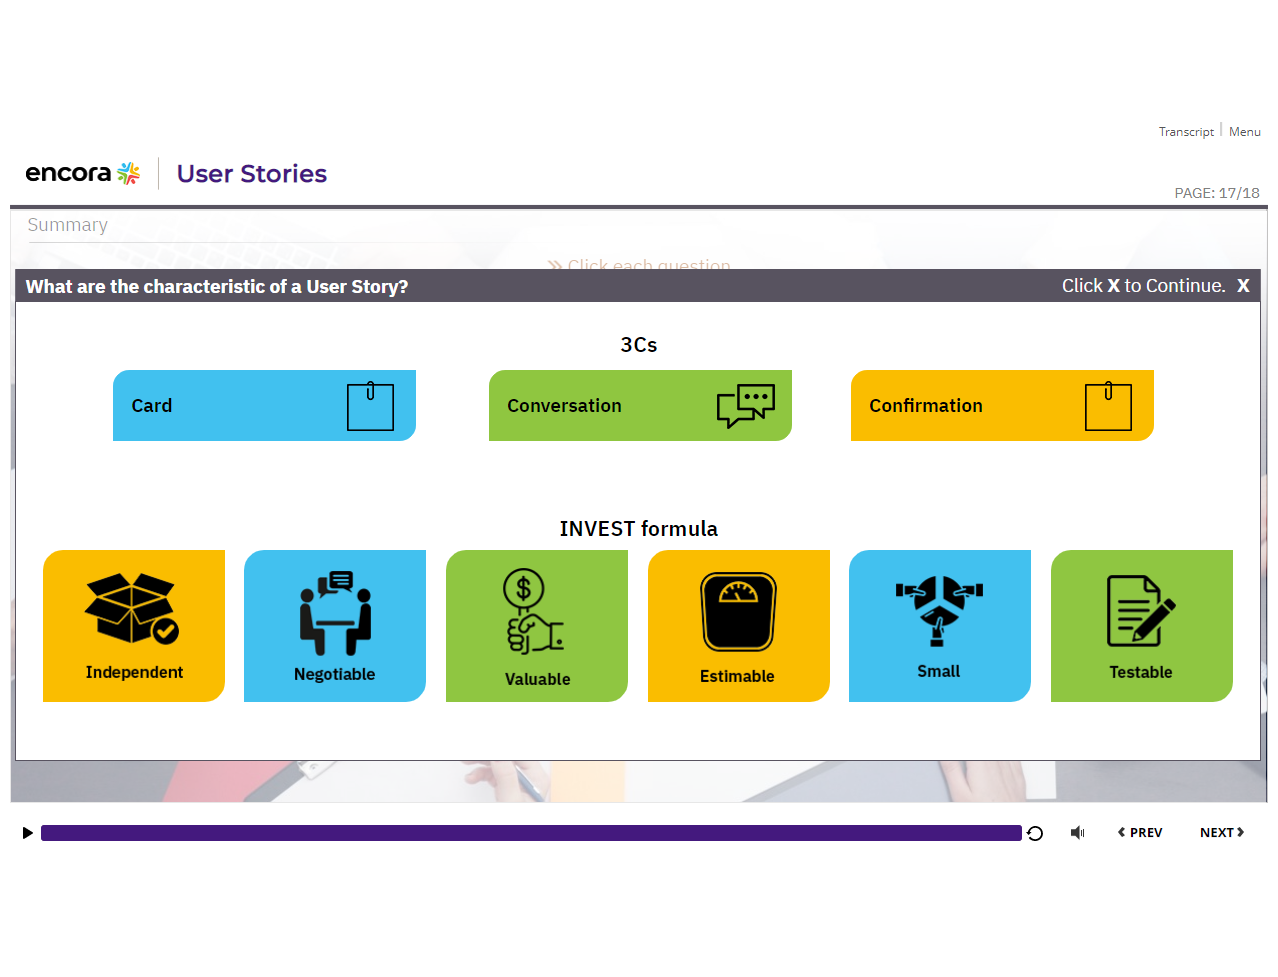 Transcript | Menu
encora User Stories
PAGE: 17/18
Summary
Click each question
What are the characteristic of a User Story? Click X to Continue. X
3Cs
Card Conversation Confirmation
INVEST formula
Independent Negotiable Valuable Estimable Small Testable
PREV NEXT